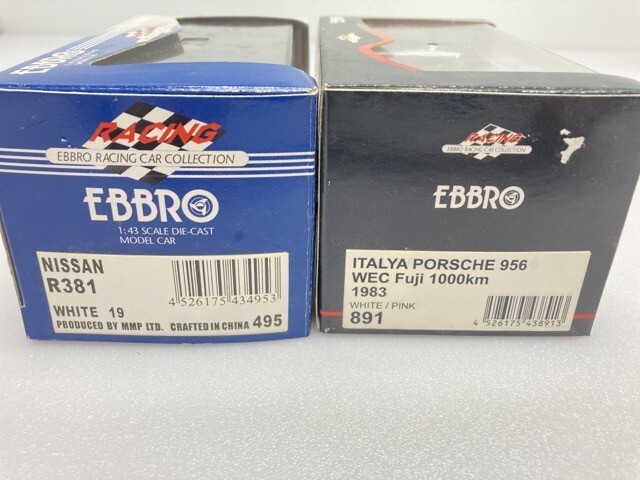 EBBRO
RACING
EBBRO RACING CAR COLLECTION
EBBRO
1:43 SCALE DIE-CAST
MODEL CAR
NISSAN
R381
4 526175 434953
WHITE 19
PRODUCED BY MMP LTD. CRAFTED IN CHINA 495
RACING
EBBRO RACING CAR COLLECTION
EBBRO
ITALYA PORSCHE 956
WEC Fuji 1000km
1983
WHITE / PINK
891
4 526175 438913